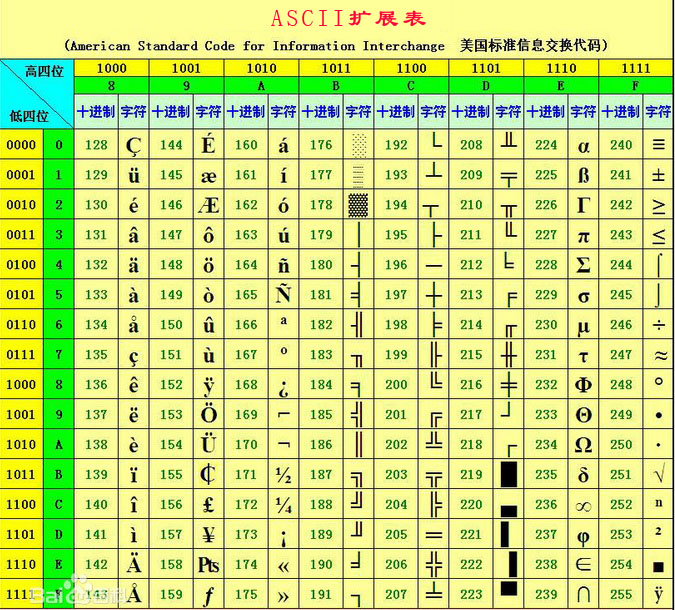 ASCII扩展表
(American Standard Code for Information Interchange 美国标准信息交换代码)
高四位 1000 1001 1010 1011 1100 1101 1110 1111
8 9 A B C D E F
低四位 十进制 字符 十进制 字符 十进制 字符 十进制 字符 十进制 字符 十进制 字符 十进制 字符 十进制 字符
0000 0 128 Ç 144 É 160 á 176 ░ 192 └ 208 ╨ 224 α 240 ≡
0001 1 129 ü 145 æ 161 í 177 ▒ 193 ┴ 209 ╤ 225 ß 241 ±
0010 2 130 é 146 Æ 162 ó 178 ▓ 194 ┬ 210 ╥ 226 Γ 242 ≥
0011 3 131 â 147 ô 163 ú 179 │ 195 ├ 211 ╙ 227 π 243 ≤
0100 4 132 ä 148 ö 164 ñ 180 ┤ 196 ─ 212 ╘ 228 Σ 244 ⌠
0101 5 133 à 149 ò 165 Ñ 181 ╡ 197 ┼ 213 ╒ 229 σ 245 ⌡
0110 6 134 å 150 û 166 ª 182 ╢ 198 ╞ 214 ╓ 230 μ 246 ÷
0111 7 135 ç 151 ù 167 º 183 ╖ 199 ╟ 215 ╫ 231 τ 247 ≈
1000 8 136 ê 152 ÿ 168 ¿ 184 ╕ 200 ╚ 216 ╪ 232 Φ 248 °
1001 9 137 ë 153 Ö 169 ⌐ 185 ╣ 201 ╔ 217 ┘ 233 Θ 249 •
1010 A 138 è 154 Ü 170 ¬ 186 ║ 202 ╩ 218 ┌ 234 Ω 250 ·
1011 B 139 ï 155 ₵ 171 ½ 187 ╗ 203 ╦ 219 █ 235 δ 251 √
1100 C 140 î 156 £ 172 ¼ 188 ╝ 204 ╠ 220 ▄ 236 ∞ 252 ⁿ
1101 D 141 ì 157 ¥ 173 ¡ 189 ╜ 205 ═ 221 ▌ 237 φ 253 ²
1110 E 142 Ä 158 ₧ 174 « 190 ╛ 206 ╬ 222 ▐ 238 ∈ 254 ■
1111 F 143 Å 159 ƒ 175 » 191 ┐ 207 ╧ 223 ▀ 239 ∩ 255 ÿ
Bai 百科